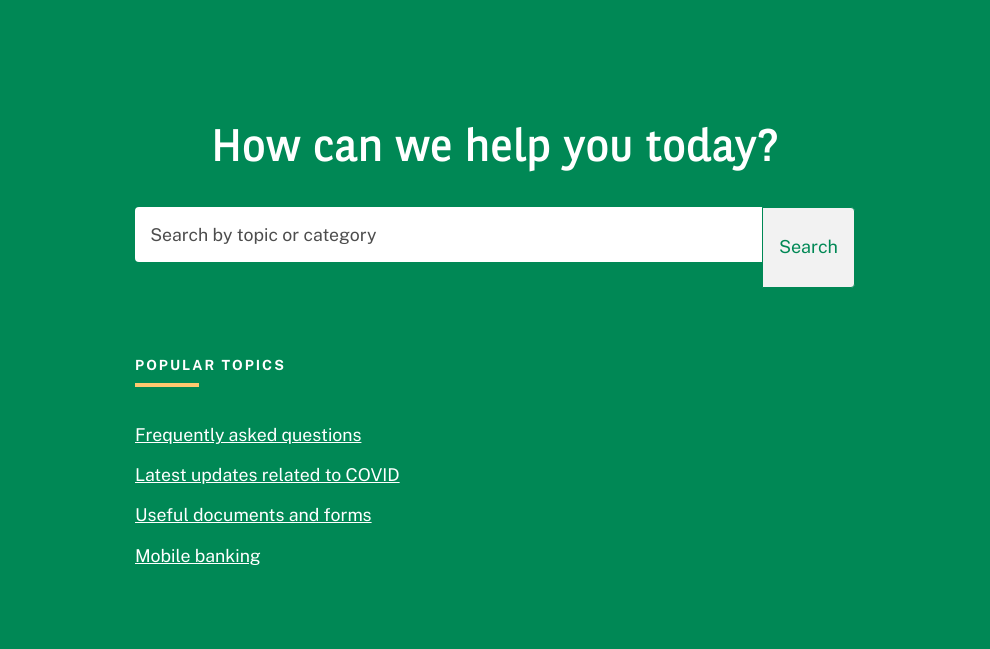 How can we help you today?
Search by topic or category
Search
POPULAR TOPICS
Frequently asked questions
Latest updates related to COVID
Useful documents and forms
Mobile banking